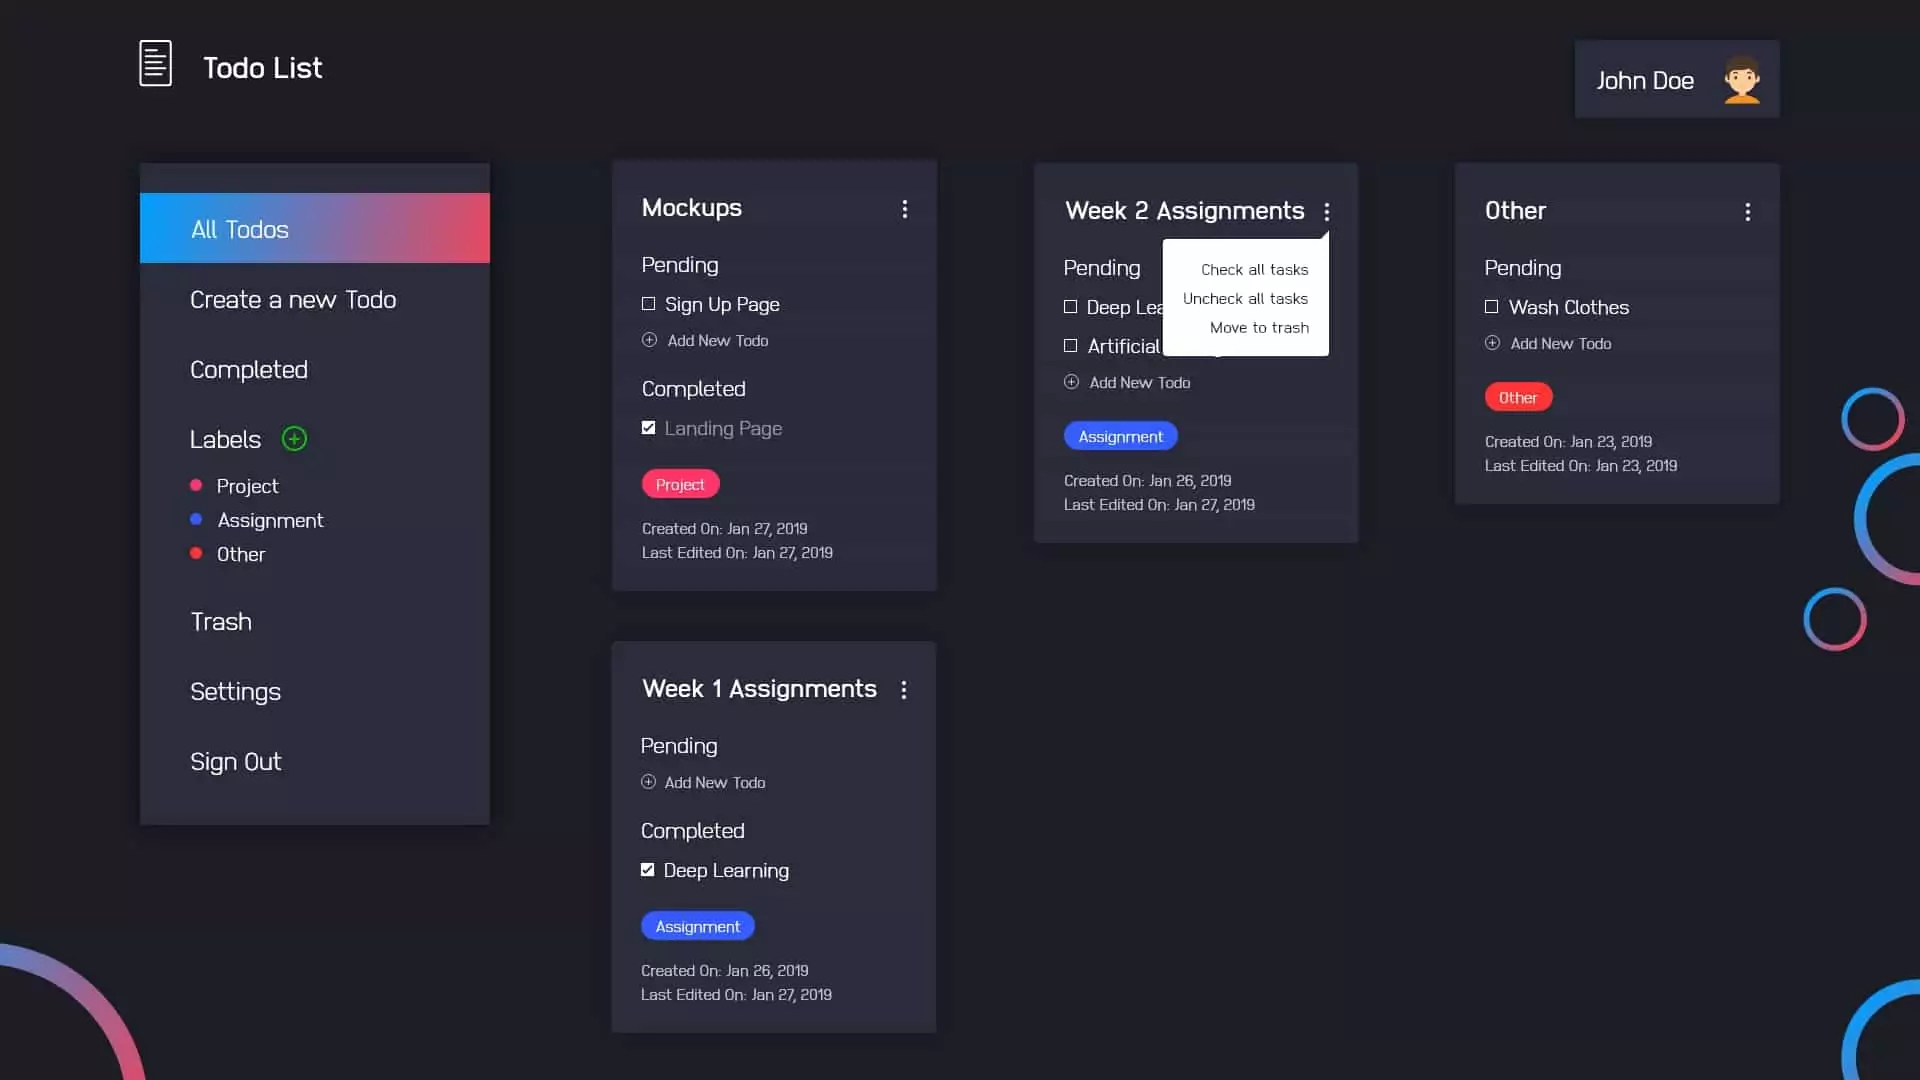 Todo List
John Doe
All Todos
Create a new Todo
Completed
Labels
Project
Assignment
Other
Trash
Settings
Sign Out
Mockups
Pending
Sign Up Page
Add New Todo
Completed
Landing Page
Project
Created On: Jan 27, 2019
Last Edited On: Jan 27, 2019
Week 1 Assignments
Pending
Add New Todo
Completed
Deep Learning
Assignment
Created On: Jan 26, 2019
Last Edited On: Jan 27, 2019
Week 2 Assignments
Check all tasks
Uncheck all tasks
Move to trash
Pending
Deep
Artificial
Add New Todo
Assignment
Created On: Jan 26, 2019
Last Edited On: Jan 27, 2019
Other
Pending
Wash Clothes
Add New Todo
Other
Created On: Jan 23, 2019
Last Edited On: Jan 23, 2019